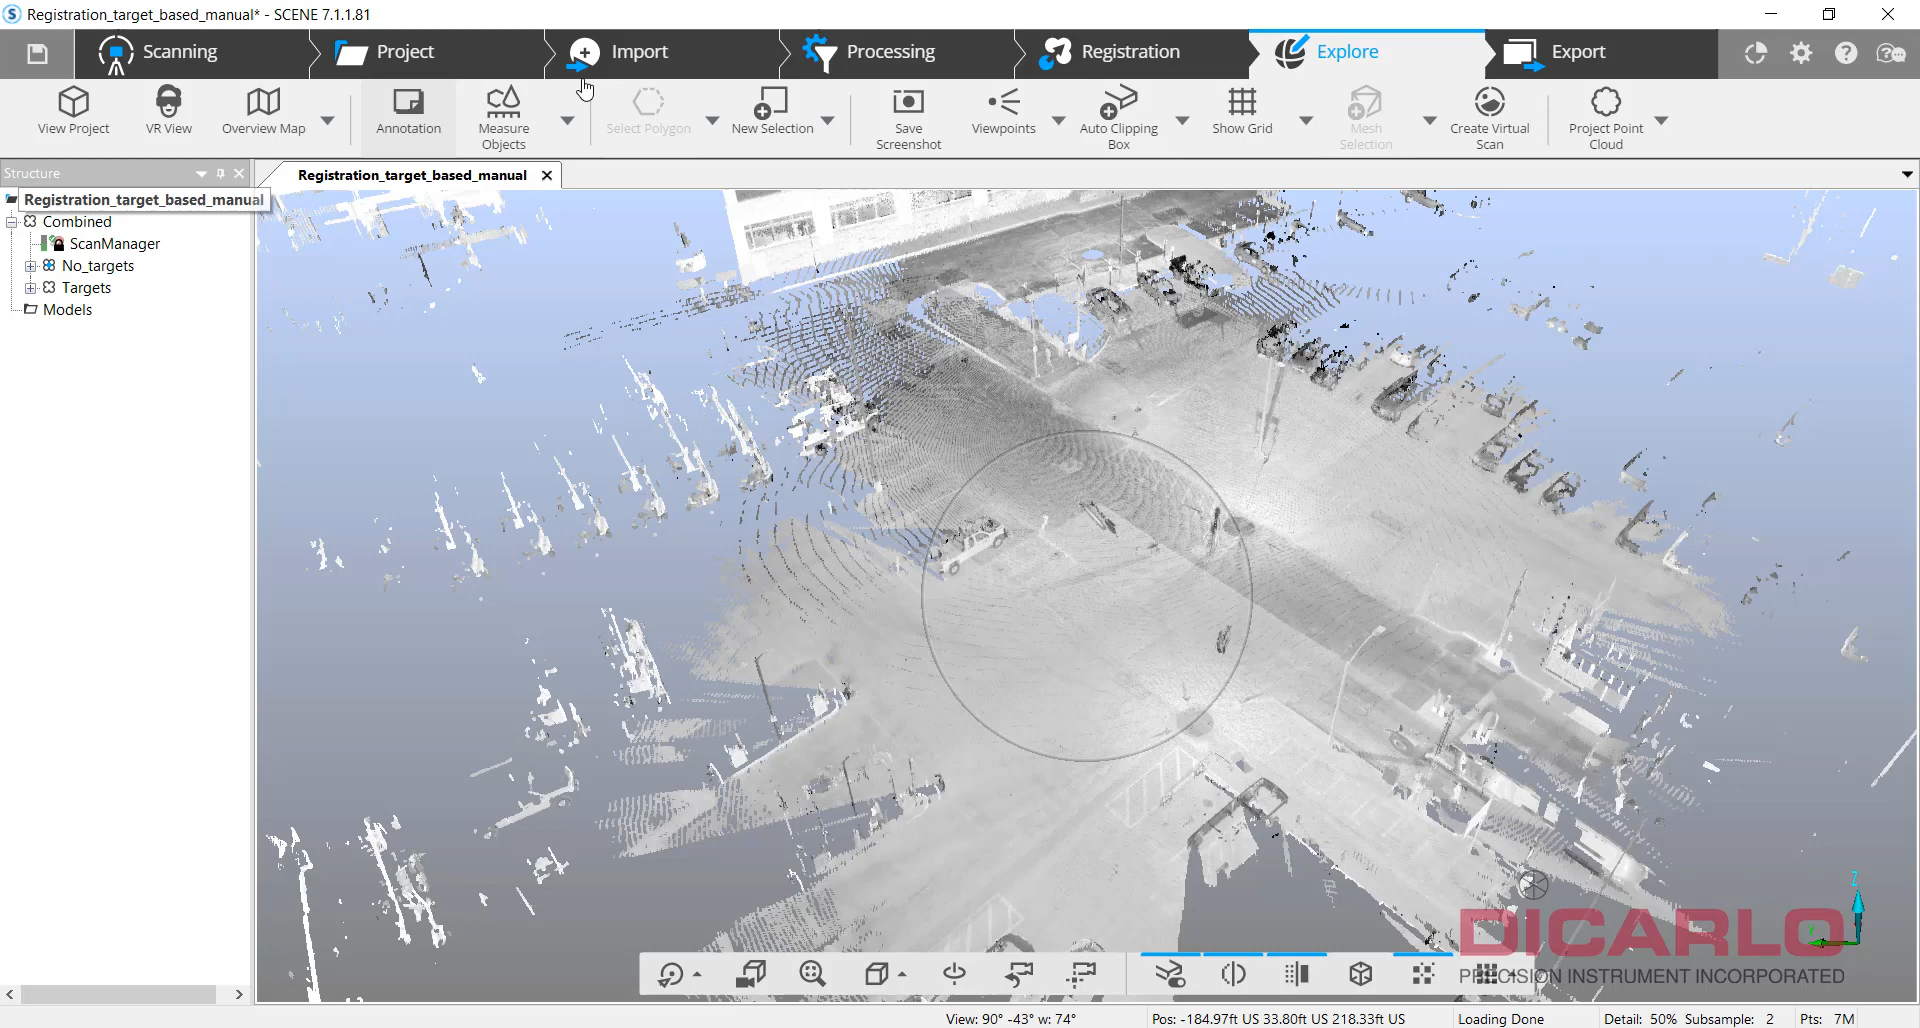 Registration_target_based_manual* - SCENE 7.1.1.81
Scanning
Project
Import
Processing
Registration
Explore
Export
View Project
VR View
Overview Map
Annotation
Measure
Objects
Select Polygon
New Selection
Save
Screenshot
Viewpoints
Auto Clipping
Box
Show Grid
Mesh
Selection
Create Virtual
Scan
Project Point
Cloud
Structure
Registration_target_based_manual
Registration_target_based_manual
Combined
ScanManager
No_targets
Targets
Models
Z
Y
DICARLO
PRECISION INSTRUMENT INCORPORATED
View: 90° -43° w: 74°
Pos: -184.97ft US 33.80ft US 218.33ft US
Loading Done
Detail: 50%
Subsample: 2
Pts: 7M